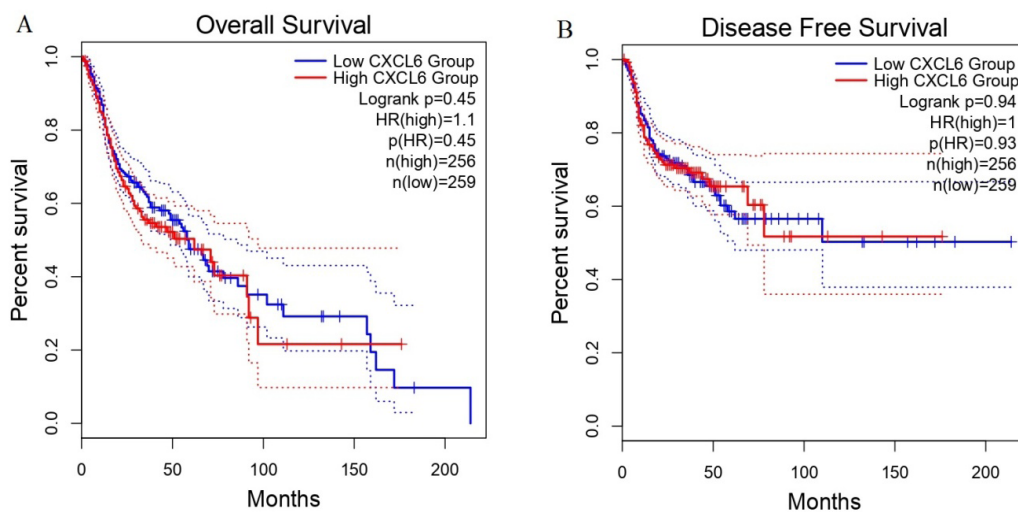 A
Overall Survival
Low CXCL6 Group
High CXCL6 Group
Logrank p=0.45
HR(high)=1.1
p(HR)=0.45
n(high)=256
n(low)=259
Percent survival
1.0
0.8
0.6
0.4
0.2
0.0
0 50 100 150 200
Months
B
Disease Free Survival
Low CXCL6 Group
High CXCL6 Group
Logrank p=0.94
HR(high)=1
p(HR)=0.93
n(high)=256
n(low)=259
Percent survival
1.0
0.8
0.6
0.4
0.2
0.0
0 50 100 150 200
Months